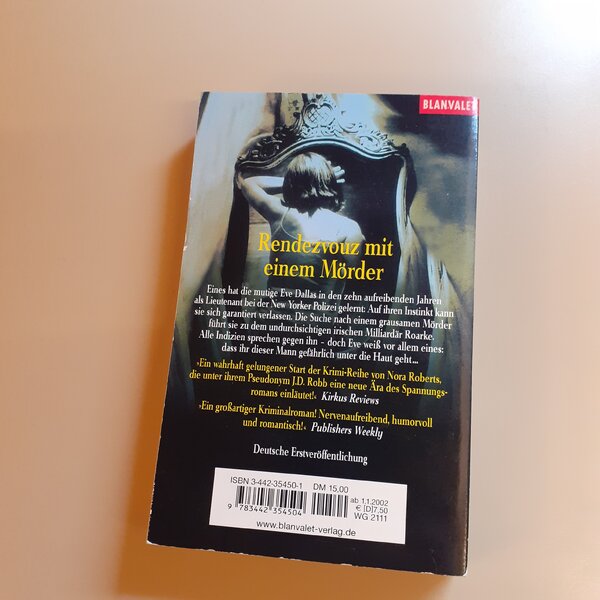 BLANVALET
Rendezvouz mit
einem Mörder
Eines hat die mutige Eve Dallas in den zehn aufreibenden Jahren
als Lieutenant bei der New Yorker Polizei gelernt: Auf ihren Instinkt kann
sie sich garantiert verlassen. Die Suche nach einem grausamen Mörder
führt sie zu dem undurchsichtigen irischen Milliardär Roarke.
Alle Indizien sprechen gegen ihn – doch Eve weiß vor allem eines:
dass ihr dieser Mann gefährlich unter die Haut geht...
»Ein wahrhaft gelungener Start der Krimi-Reihe von Nora Roberts,
die unter ihrem Pseudonym J.D. Robb eine neue Ära des Spannungs-
romans einläutet!« Kirkus Reviews
»Ein großartiger Kriminalroman! Nervenaufreibend, humorvoll
und romantisch!« Publishers Weekly
Deutsche Erstveröffentlichung
ISBN 3-442-35450-1 DM 15.00 ab 1.1.2002
€ [D]7,50
WG 2111
9 783442 354504
www.blanvalet-verlag.de